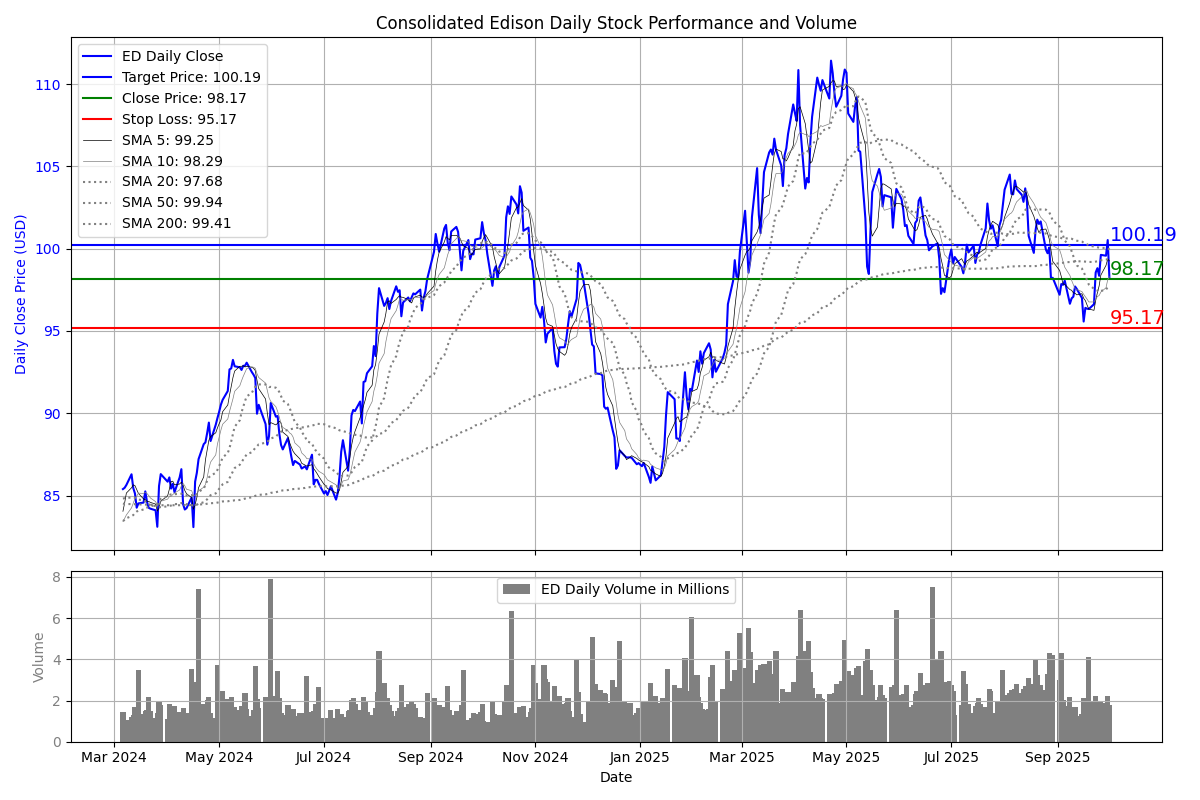 Consolidated Edison Daily Stock Performance and Volume
ED Daily Close
Target Price: 100.19
Close Price: 98.17
Stop Loss: 95.17
SMA 5: 99.25
SMA 10: 98.29
SMA 20: 97.68
SMA 50: 99.94
SMA 200: 99.41
Daily Close Price (USD)
110
105
100
95
90
85
100.19
98.17
95.17
ED Daily Volume in Millions
Volume
8
6
4
2
0
Mar 2024
May 2024
Jul 2024
Sep 2024
Nov 2024
Jan 2025
Mar 2025
May 2025
Jul 2025
Sep 2025
Date